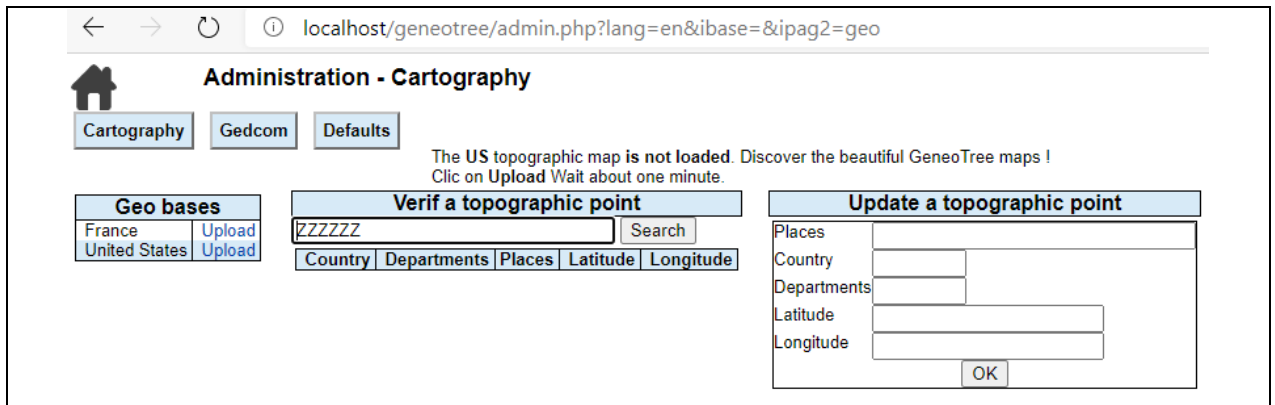 localhost/geneotree/admin.php?lang=en&ibase=&ipag2=geo
Administration - Cartography
Cartography Gedcom Defaults
The US topographic map is not loaded. Discover the beautiful GeneoTree maps !
Clic on Upload Wait about one minute.
Geo bases
France Upload
United States Upload
Verif a topographic point
ZZZZZZ Search
Country Departments Places Latitude Longitude
Update a topographic point
Places
Country
Departments
Latitude
Longitude
OK